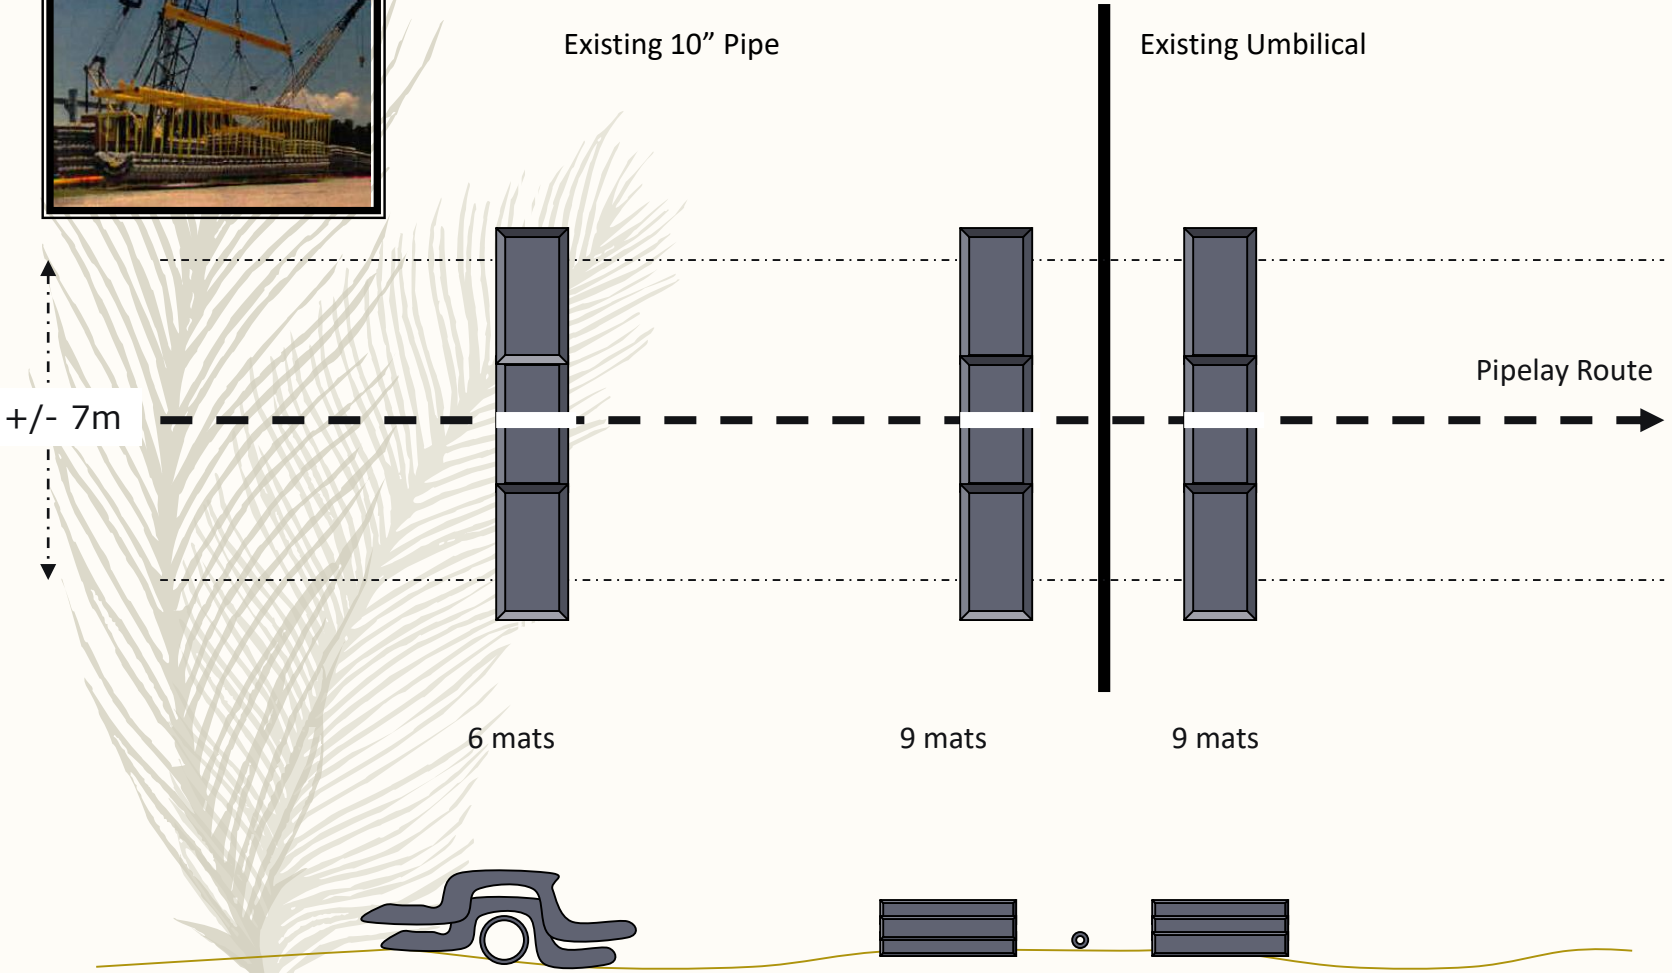 Existing 10” Pipe
Existing Umbilical
Pipelay Route
+/- 7m
6 mats
9 mats
9 mats